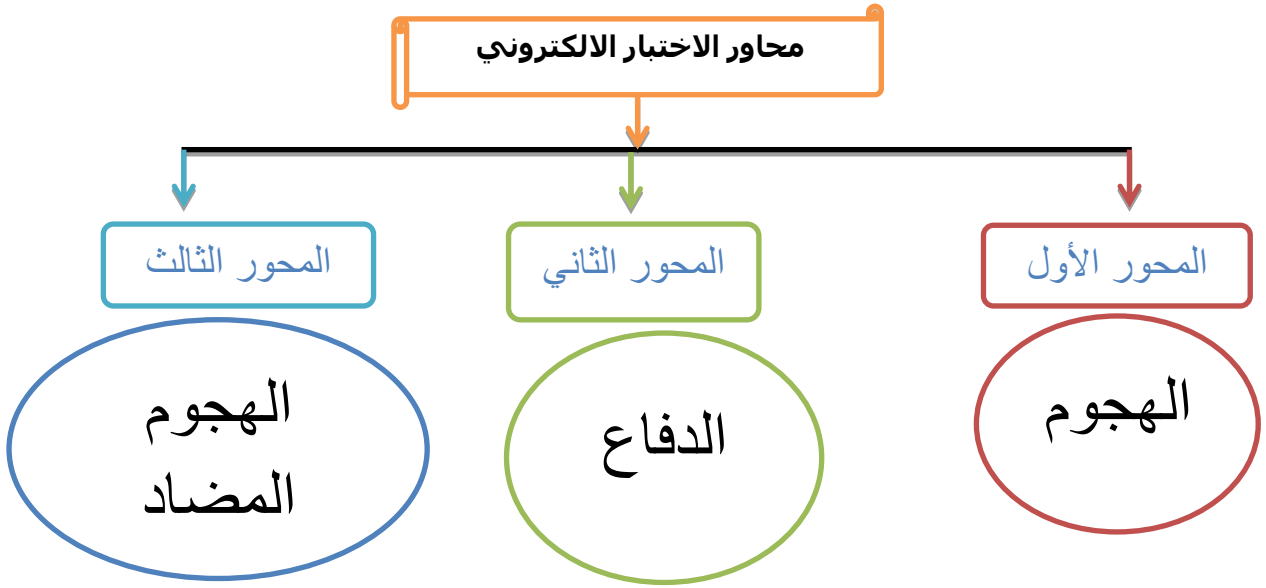 محاور الاختبار الالكتروني
المحور الأول
المحور الثاني
المحور الثالث
الهجوم
الدفاع
الهجوم
المضاد